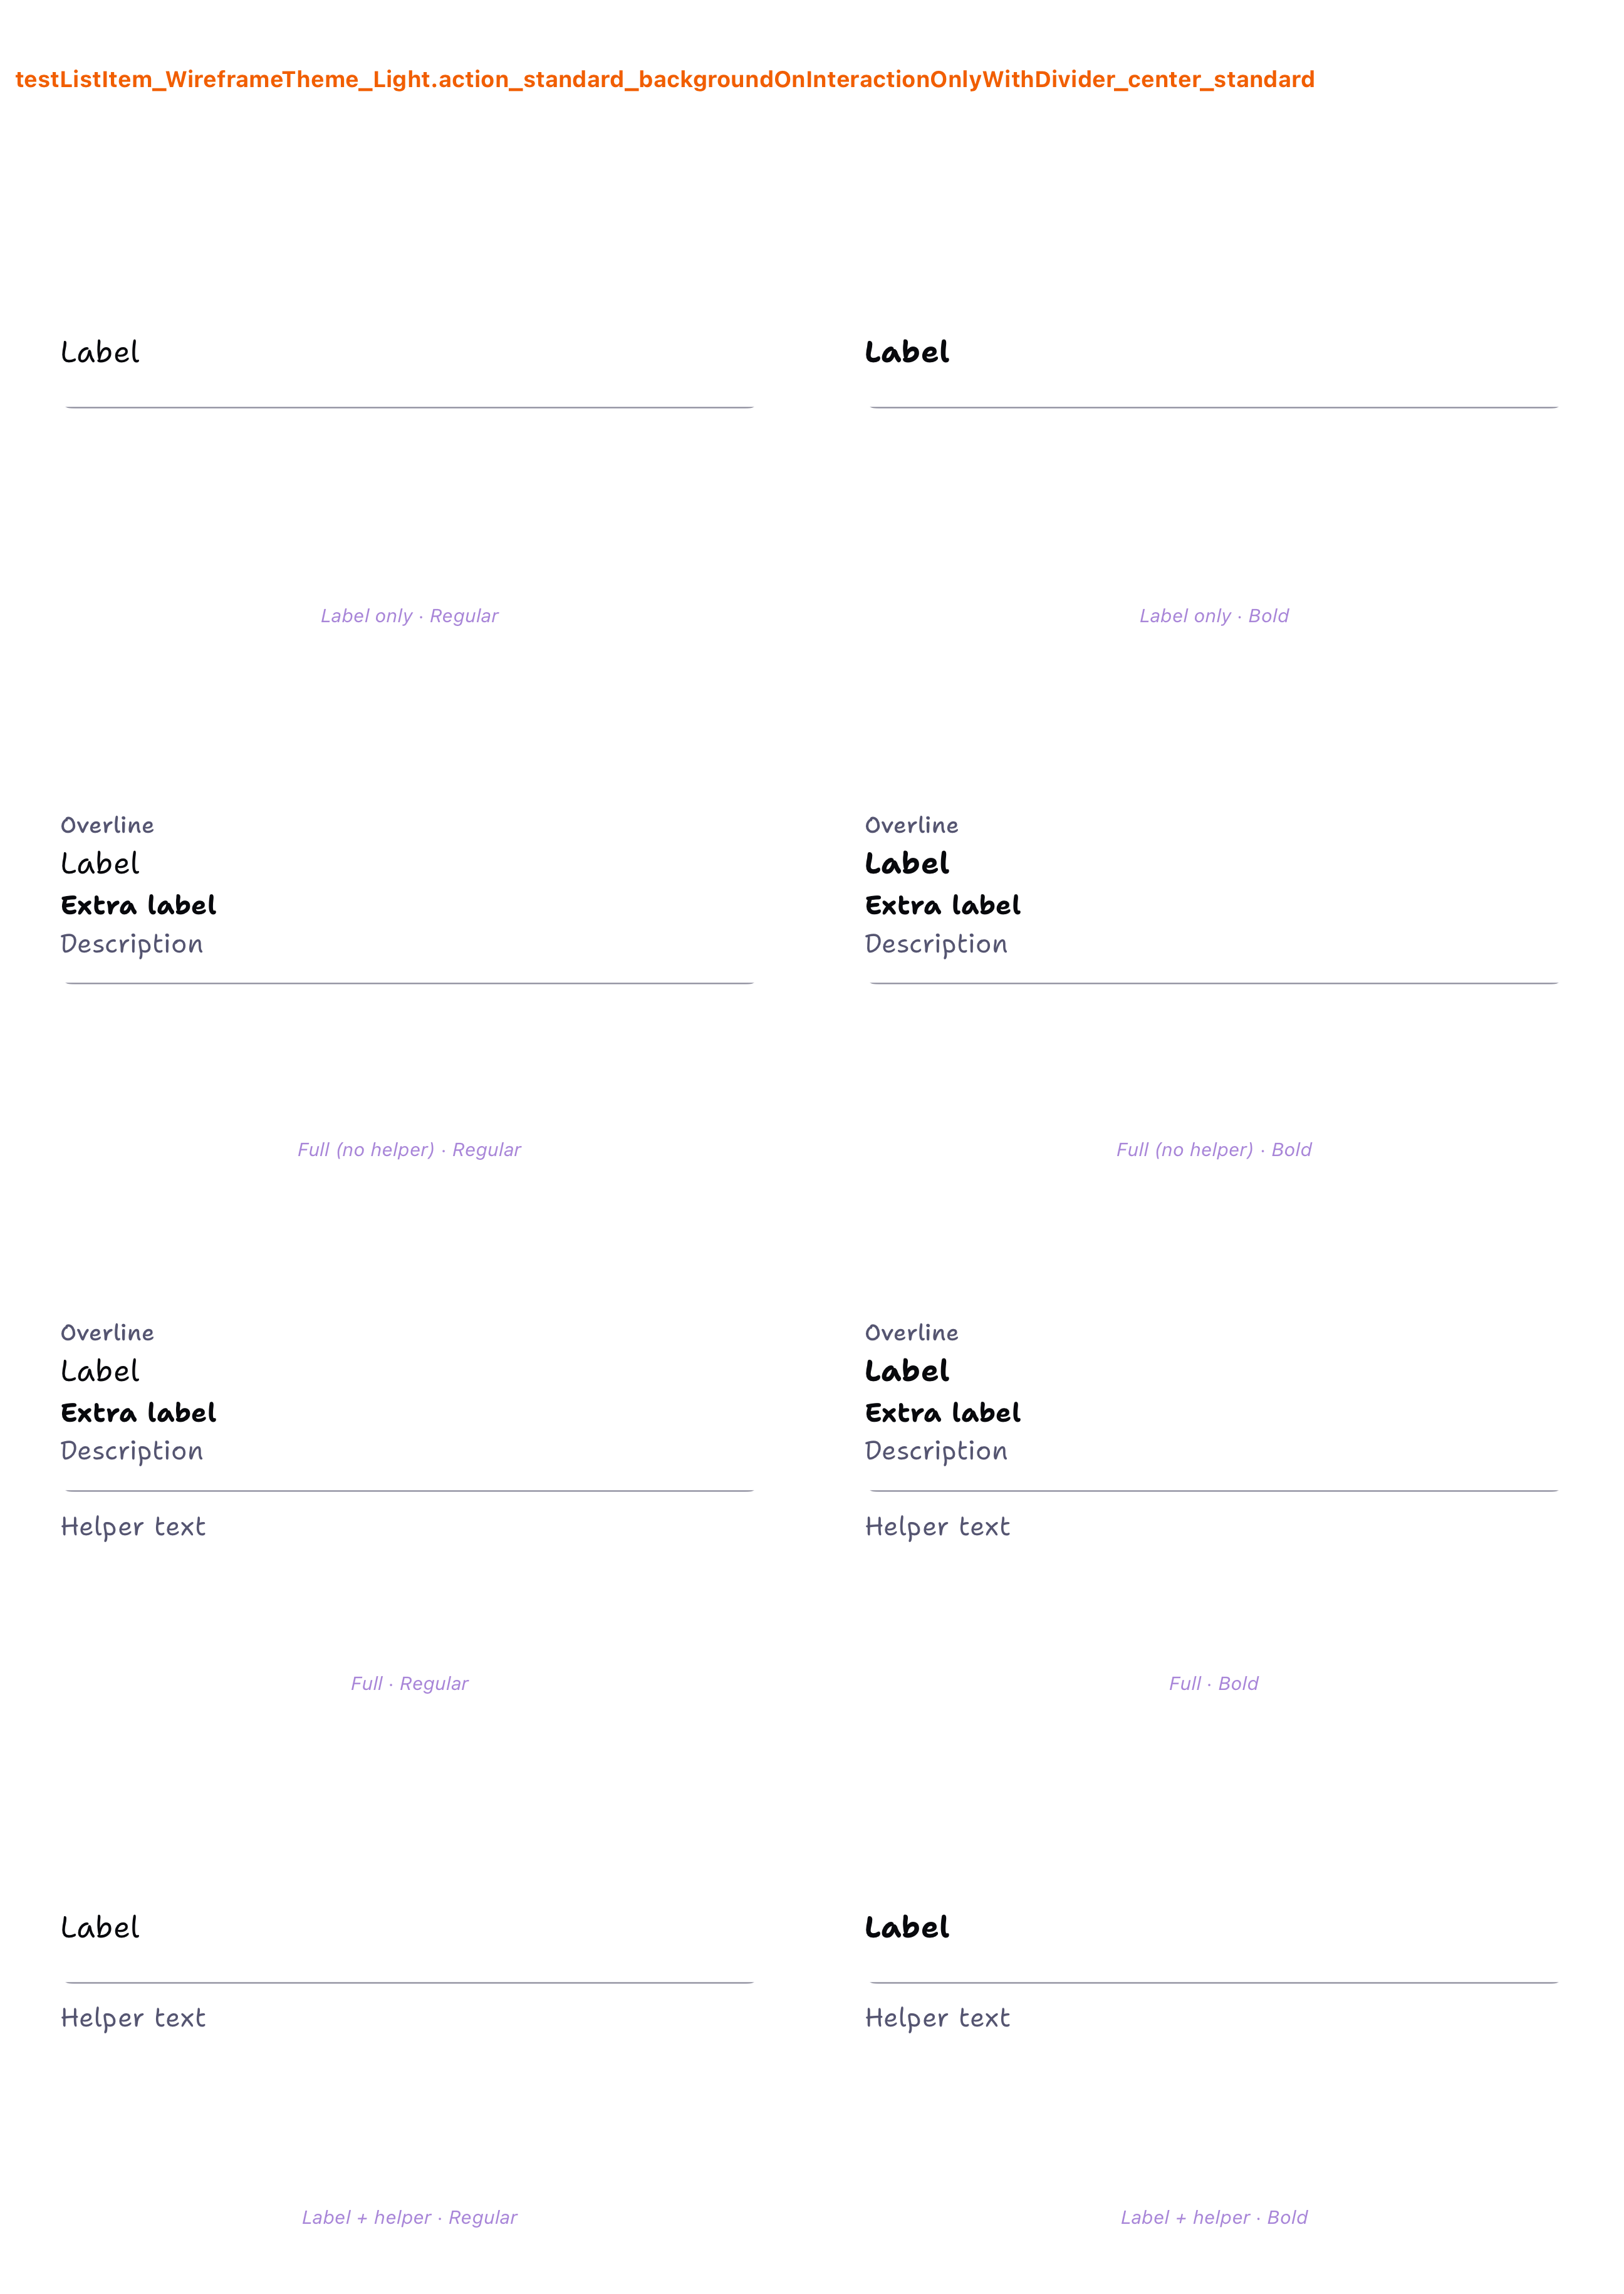 testListItem_WireframeTheme_Light.action_standard_backgroundOnInteractionOnlyWithDivider_center_standard
Label
Label
Label only · Regular
Label only · Bold
Overline
Label
Extra label
Description
Overline
Label
Extra label
Description
Full (no helper) · Regular
Full (no helper) · Bold
Overline
Label
Extra label
Description
Helper text
Overline
Label
Extra label
Description
Helper text
Full · Regular
Full · Bold
Label
Helper text
Label
Helper text
Label + helper · Regular
Label + helper · Bold